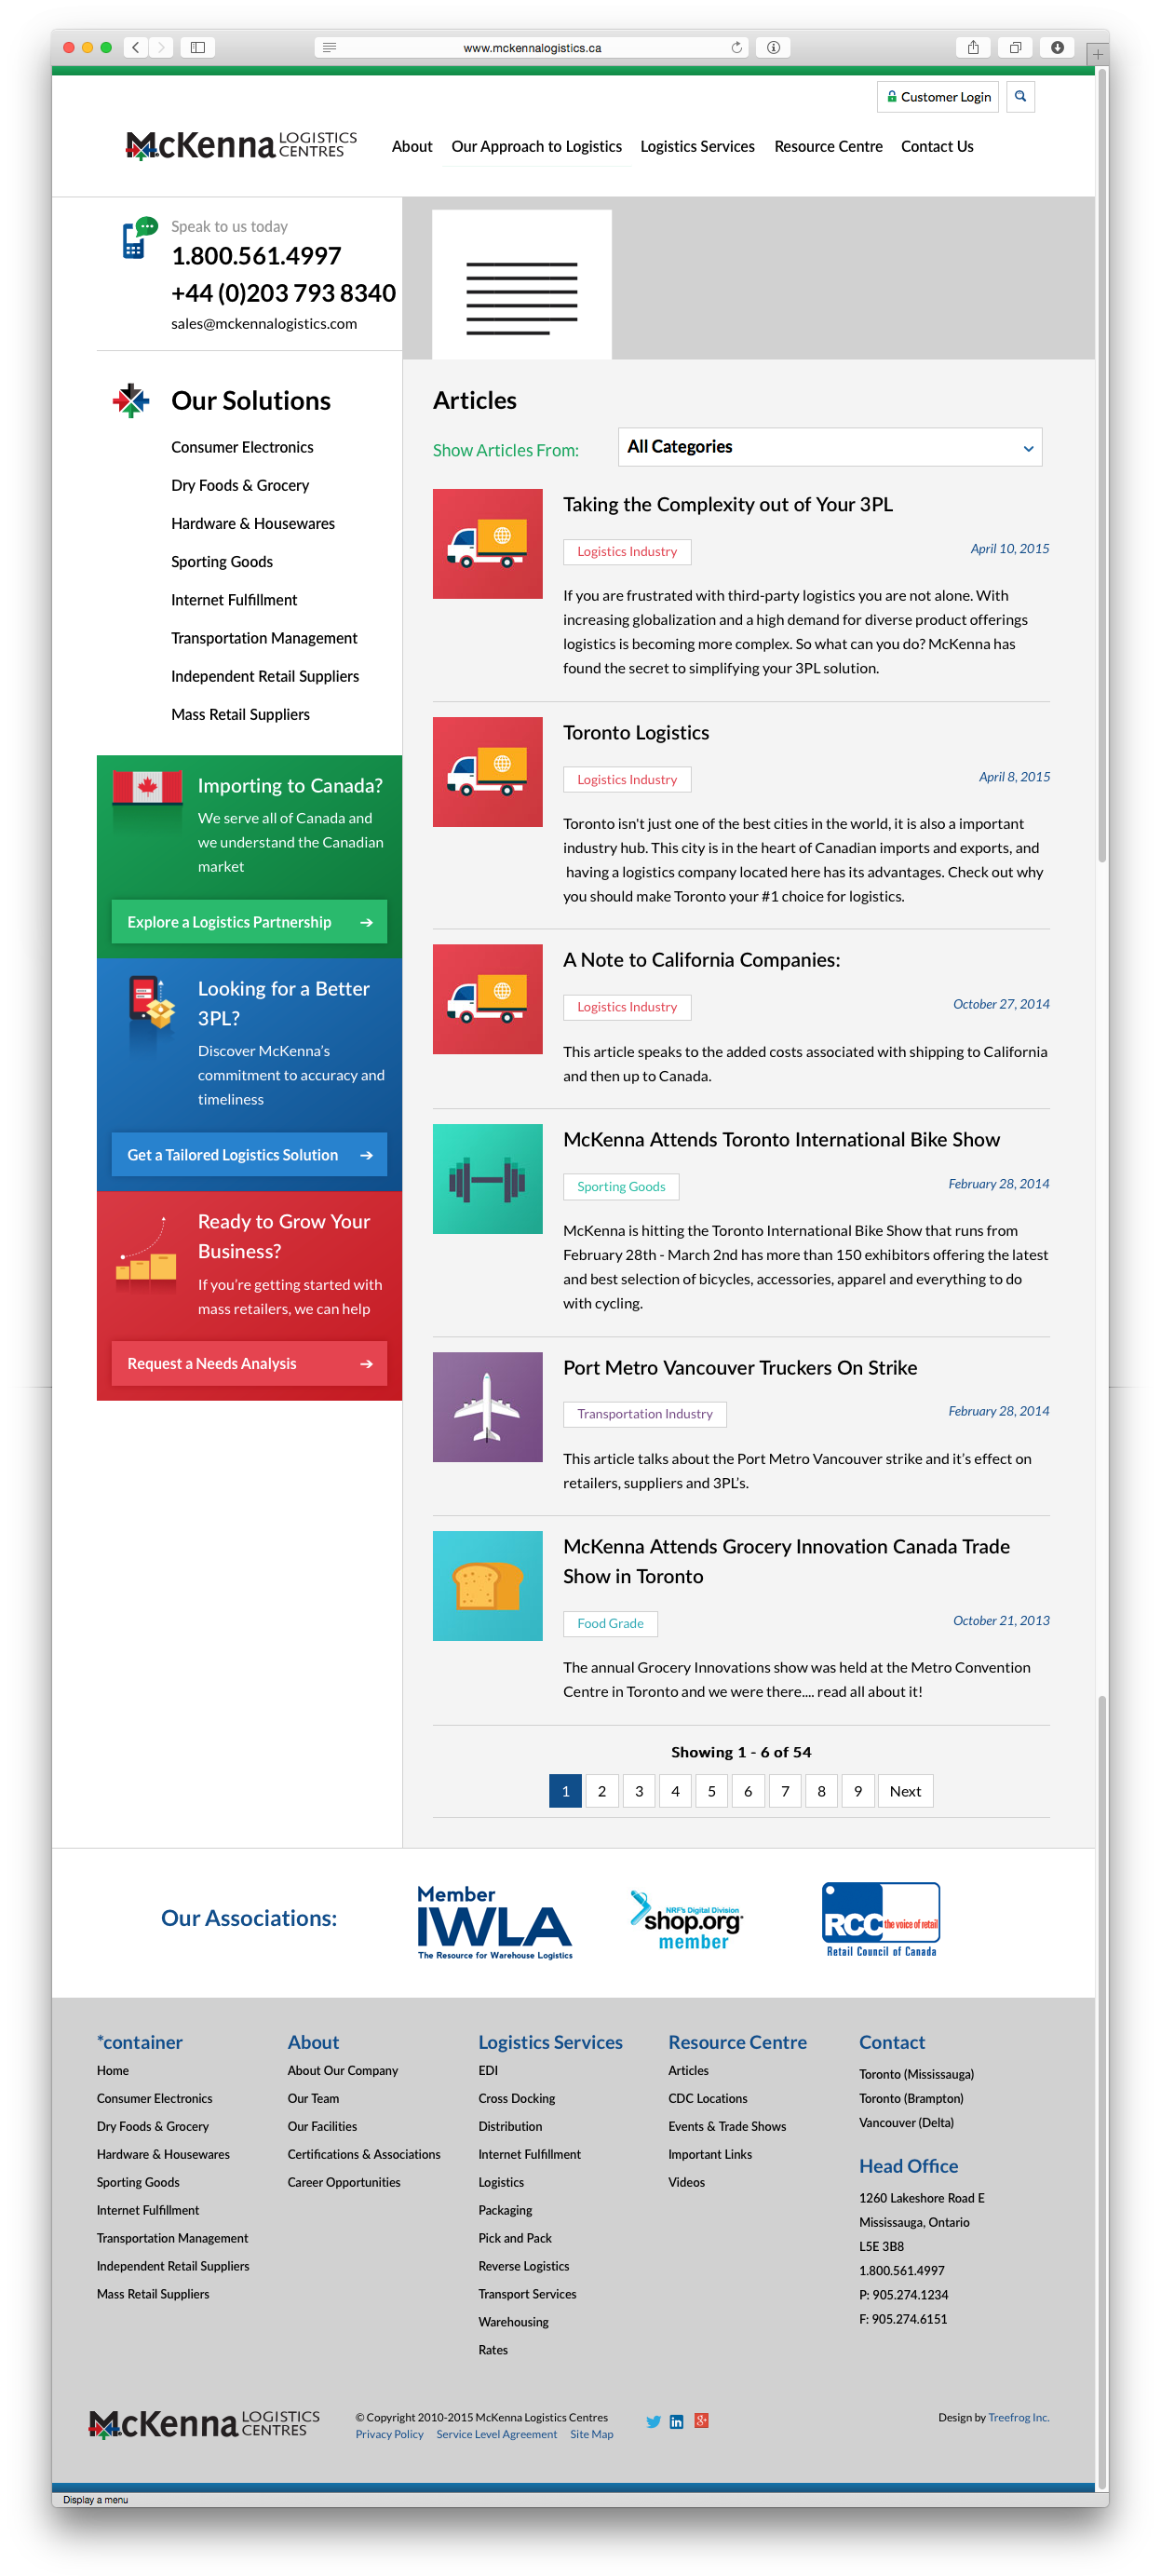 www.mckennalogistics.ca
Customer Login
McKenna LOGISTICS CENTRES
About
Our Approach to Logistics
Logistics Services
Resource Centre
Contact Us
Speak to us today
1.800.561.4997
+44 (0)203 793 8340
sales@mckennalogistics.com
Our Solutions
Consumer Electronics
Dry Foods & Grocery
Hardware & Housewares
Sporting Goods
Internet Fulfillment
Transportation Management
Independent Retail Suppliers
Mass Retail Suppliers
Importing to Canada?
We serve all of Canada and
we understand the Canadian
market
Explore a Logistics Partnership
Looking for a Better
3PL?
Discover McKenna's
commitment to accuracy and
timeliness
Get a Tailored Logistics Solution
Ready to Grow Your
Business?
If you're getting started with
mass retailers, we can help
Request a Needs Analysis
Articles
Show Articles From:
All Categories
Taking the Complexity out of Your 3PL
Logistics Industry
April 10, 2015
If you are frustrated with third-party logistics you are not alone. With
increasing globalization and a high demand for diverse product offerings
logistics is becoming more complex. So what can you do? McKenna has
found the secret to simplifying your 3PL solution.
Toronto Logistics
Logistics Industry
April 8, 2015
Toronto isn't just one of the best cities in the world, it is also a important
industry hub. This city is in the heart of Canadian imports and exports, and
having a logistics company located here has its advantages. Check out why
you should make Toronto your #1 choice for logistics.
A Note to California Companies:
Logistics Industry
October 27, 2014
This article speaks to the added costs associated with shipping to California
and then up to Canada.
McKenna Attends Toronto International Bike Show
Sporting Goods
February 28, 2014
McKenna is hitting the Toronto International Bike Show that runs from
February 28th - March 2nd has more than 150 exhibitors offering the latest
and best selection of bicycles, accessories, apparel and everything to do
with cycling.
Port Metro Vancouver Truckers On Strike
Transportation Industry
February 28, 2014
This article talks about the Port Metro Vancouver strike and it's effect on
retailers, suppliers and 3PL's.
McKenna Attends Grocery Innovation Canada Trade
Show in Toronto
Food Grade
October 21, 2013
The annual Grocery Innovations show was held at the Metro Convention
Centre in Toronto and we were there.... read all about it!
Showing 1 - 6 of 54
1 2 3 4 5 6 7 8 9 Next
Our Associations:
Member
IWLA
The Resource for Warehouse Logistics
NRF's Digital Division
shop.org
member
RCC the voice of retail
Retail Council of Canada
*container
Home
Consumer Electronics
Dry Foods & Grocery
Hardware & Housewares
Sporting Goods
Internet Fulfillment
Transportation Management
Independent Retail Suppliers
Mass Retail Suppliers
About
About Our Company
Our Team
Our Facilities
Certifications & Associations
Career Opportunities
Logistics Services
EDI
Cross Docking
Distribution
Internet Fulfillment
Logistics
Packaging
Pick and Pack
Reverse Logistics
Transport Services
Warehousing
Rates
Resource Centre
Articles
CDC Locations
Events & Trade Shows
Important Links
Videos
Contact
Toronto (Mississauga)
Toronto (Brampton)
Vancouver (Delta)
Head Office
1260 Lakeshore Road E
Mississauga, Ontario
L5E 3B8
1.800.561.4997
P: 905.274.1234
F: 905.274.6151
McKenna LOGISTICS CENTRES
© Copyright 2010-2015 McKenna Logistics Centres
Privacy Policy Service Level Agreement Site Map
Design by Treefrog Inc.
Display a menu